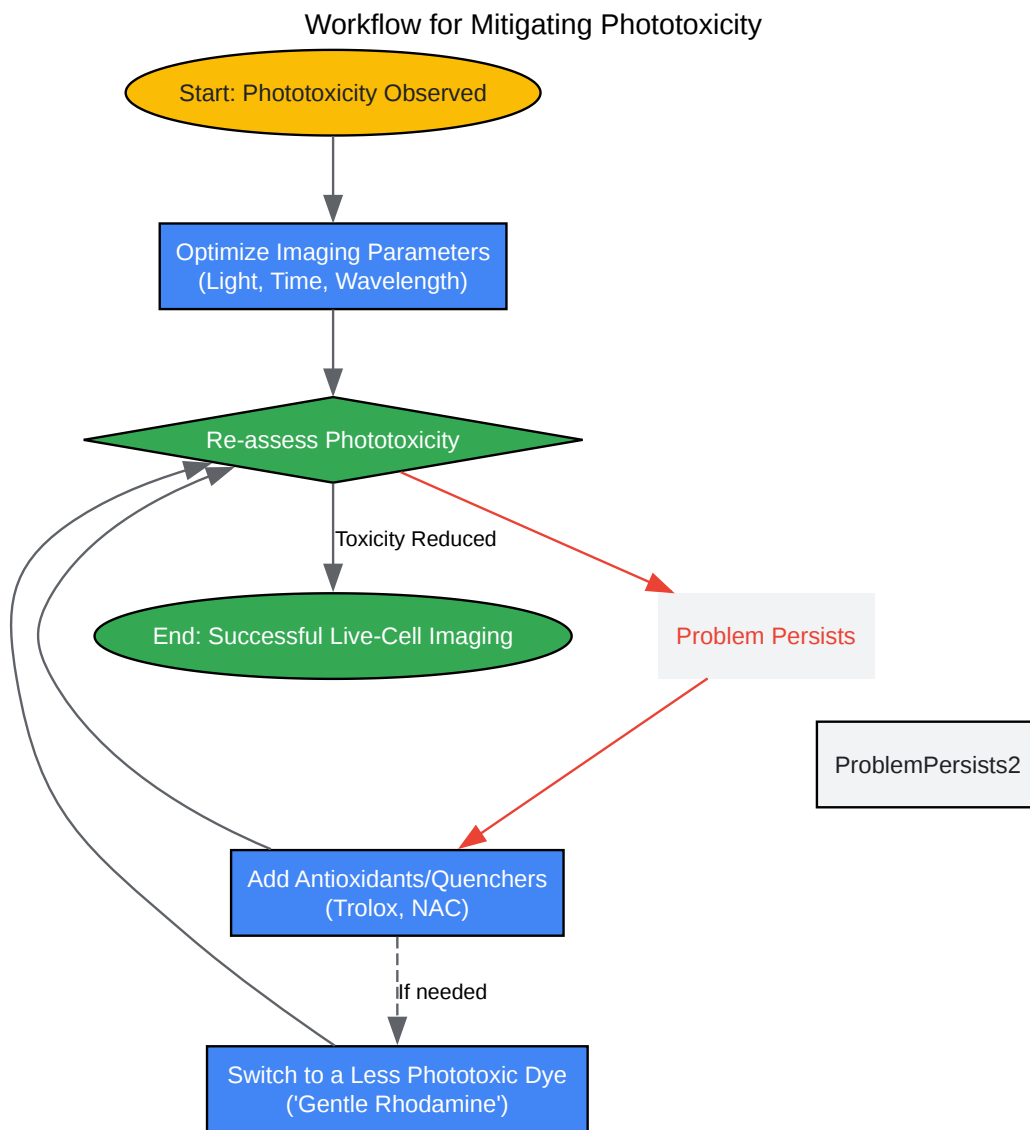 Workflow for Mitigating Phototoxicity
Start: Phototoxicity Observed
Optimize Imaging Parameters
(Light, Time, Wavelength)
Re-assess Phototoxicity
Toxicity Reduced
End: Successful Live-Cell Imaging
Problem Persists
ProblemPersists2
Add Antioxidants/Quenchers
(Trolox, NAC)
If needed
Switch to a Less Phototoxic Dye
('Gentle Rhodamine')